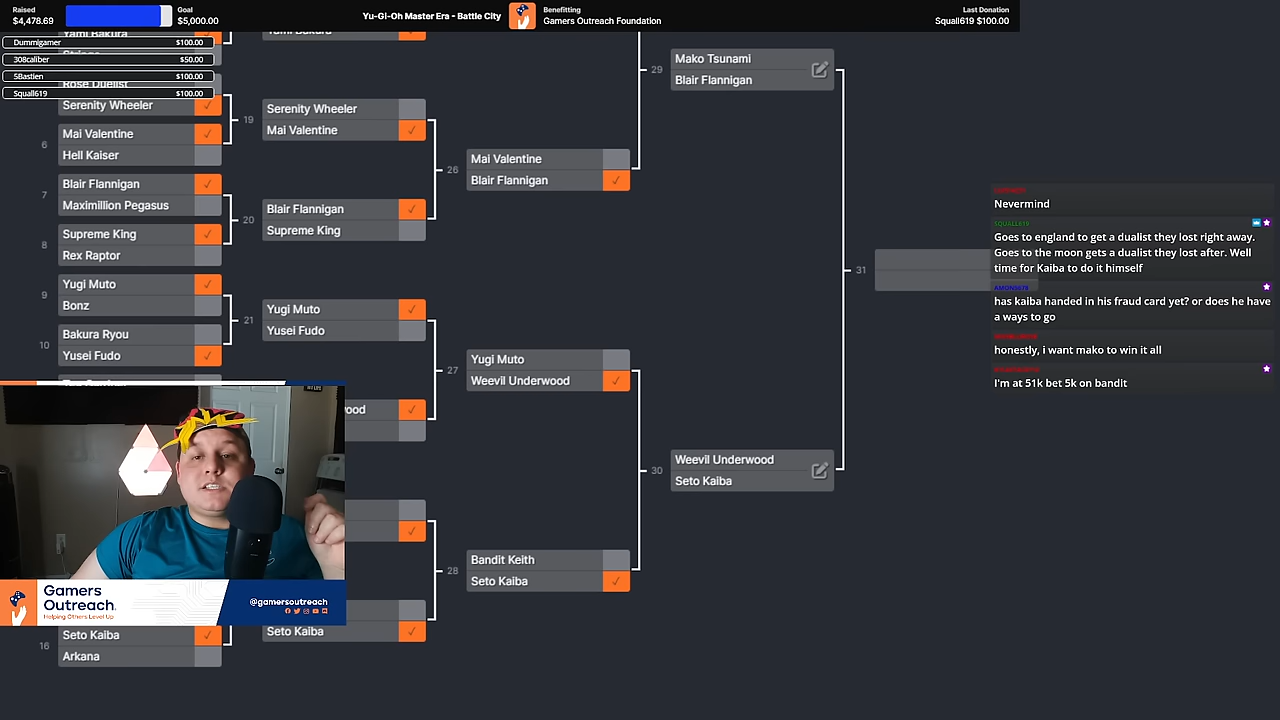 Raised
$4,478.69
Goal
$5,000.00
Yu-Gi-Oh Master Era - Battle City
Benefitting
Gamers Outreach Foundation
Last Donation
Squall619 $100.00
Yami Bakura
Dummigamer $100.00
308caliber $50.00
5Bastien $100.00
Squall619 $100.00
Rose Duelist
Serenity Wheeler
6
Mai Valentine
Hell Kaiser
7
Blair Flannigan
Maximillion Pegasus
8
Supreme King
Rex Raptor
9
Yugi Muto
Bonz
10
Bakura Ryou
Yusei Fudo
16
Seto Kaiba
Arkana
Yami Bakura
19
Serenity Wheeler
Mai Valentine
20
Blair Flannigan
Supreme King
21
Yugi Muto
Yusei Fudo
ood
Seto Kaiba
26
Mai Valentine
Blair Flannigan
27
Yugi Muto
Weevil Underwood
28
Bandit Keith
Seto Kaiba
29
Mako Tsunami
Blair Flannigan
30
Weevil Underwood
Seto Kaiba
31
Nevermind
SQUALL619
Goes to england to get a dualist they lost right away.
Goes to the moon gets a dualist they lost after. Well
time for Kaiba to do it himself
has kaiba handed in his fraud card yet? or does he have
a ways to go
honestly, i want mako to win it all
I'm at 51k bet 5k on bandit
Gamers
Outreach.
Helping Others Level Up
@gamersoutreach